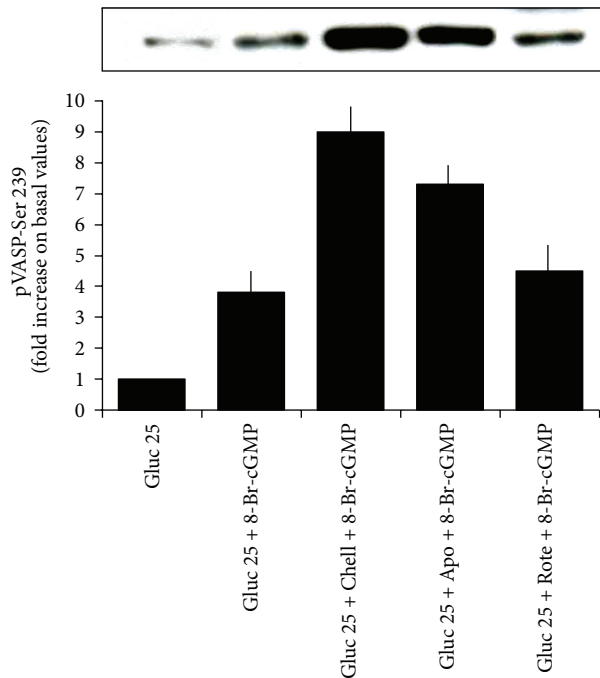 pVASP-Ser 239
(fold increase on basal values)
10
9
8
7
6
5
4
3
2
1
0
Gluc 25
Gluc 25 + 8-Br-cGMP
Gluc 25 + Chell + 8-Br-cGMP
Gluc 25 + Apo + 8-Br-cGMP
Gluc 25 + Rote + 8-Br-cGMP